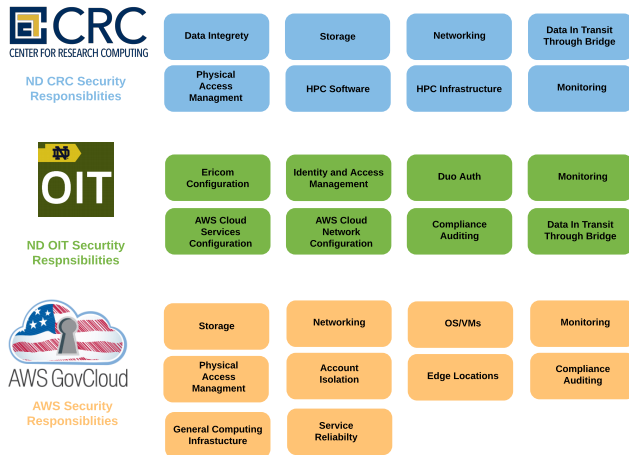 CRC
CENTER FOR RESEARCH COMPUTING
ND CRC Security
Responsiblities
Data Integrety
Storage
Networking
Data In Transit
Through Bridge
Physical
Access
Managment
HPC Software
HPC Infrastructure
Monitoring
ND
OIT
ND OIT Securtity
Respnsibilities
Ericom
Configuration
Identity and Access
Management
Duo Auth
Monitoring
AWS Cloud
Services
Configuration
AWS Cloud
Network
Configuration
Compliance
Auditing
Data In Transit
Through Bridge
AWS GovCloud
AWS Security
Responsiblities
Storage
Networking
OS/VMs
Monitoring
Physical
Access
Managment
Account
Isolation
Edge Locations
Compliance
Auditing
General Computing
Infrastucture
Service
Reliabilty